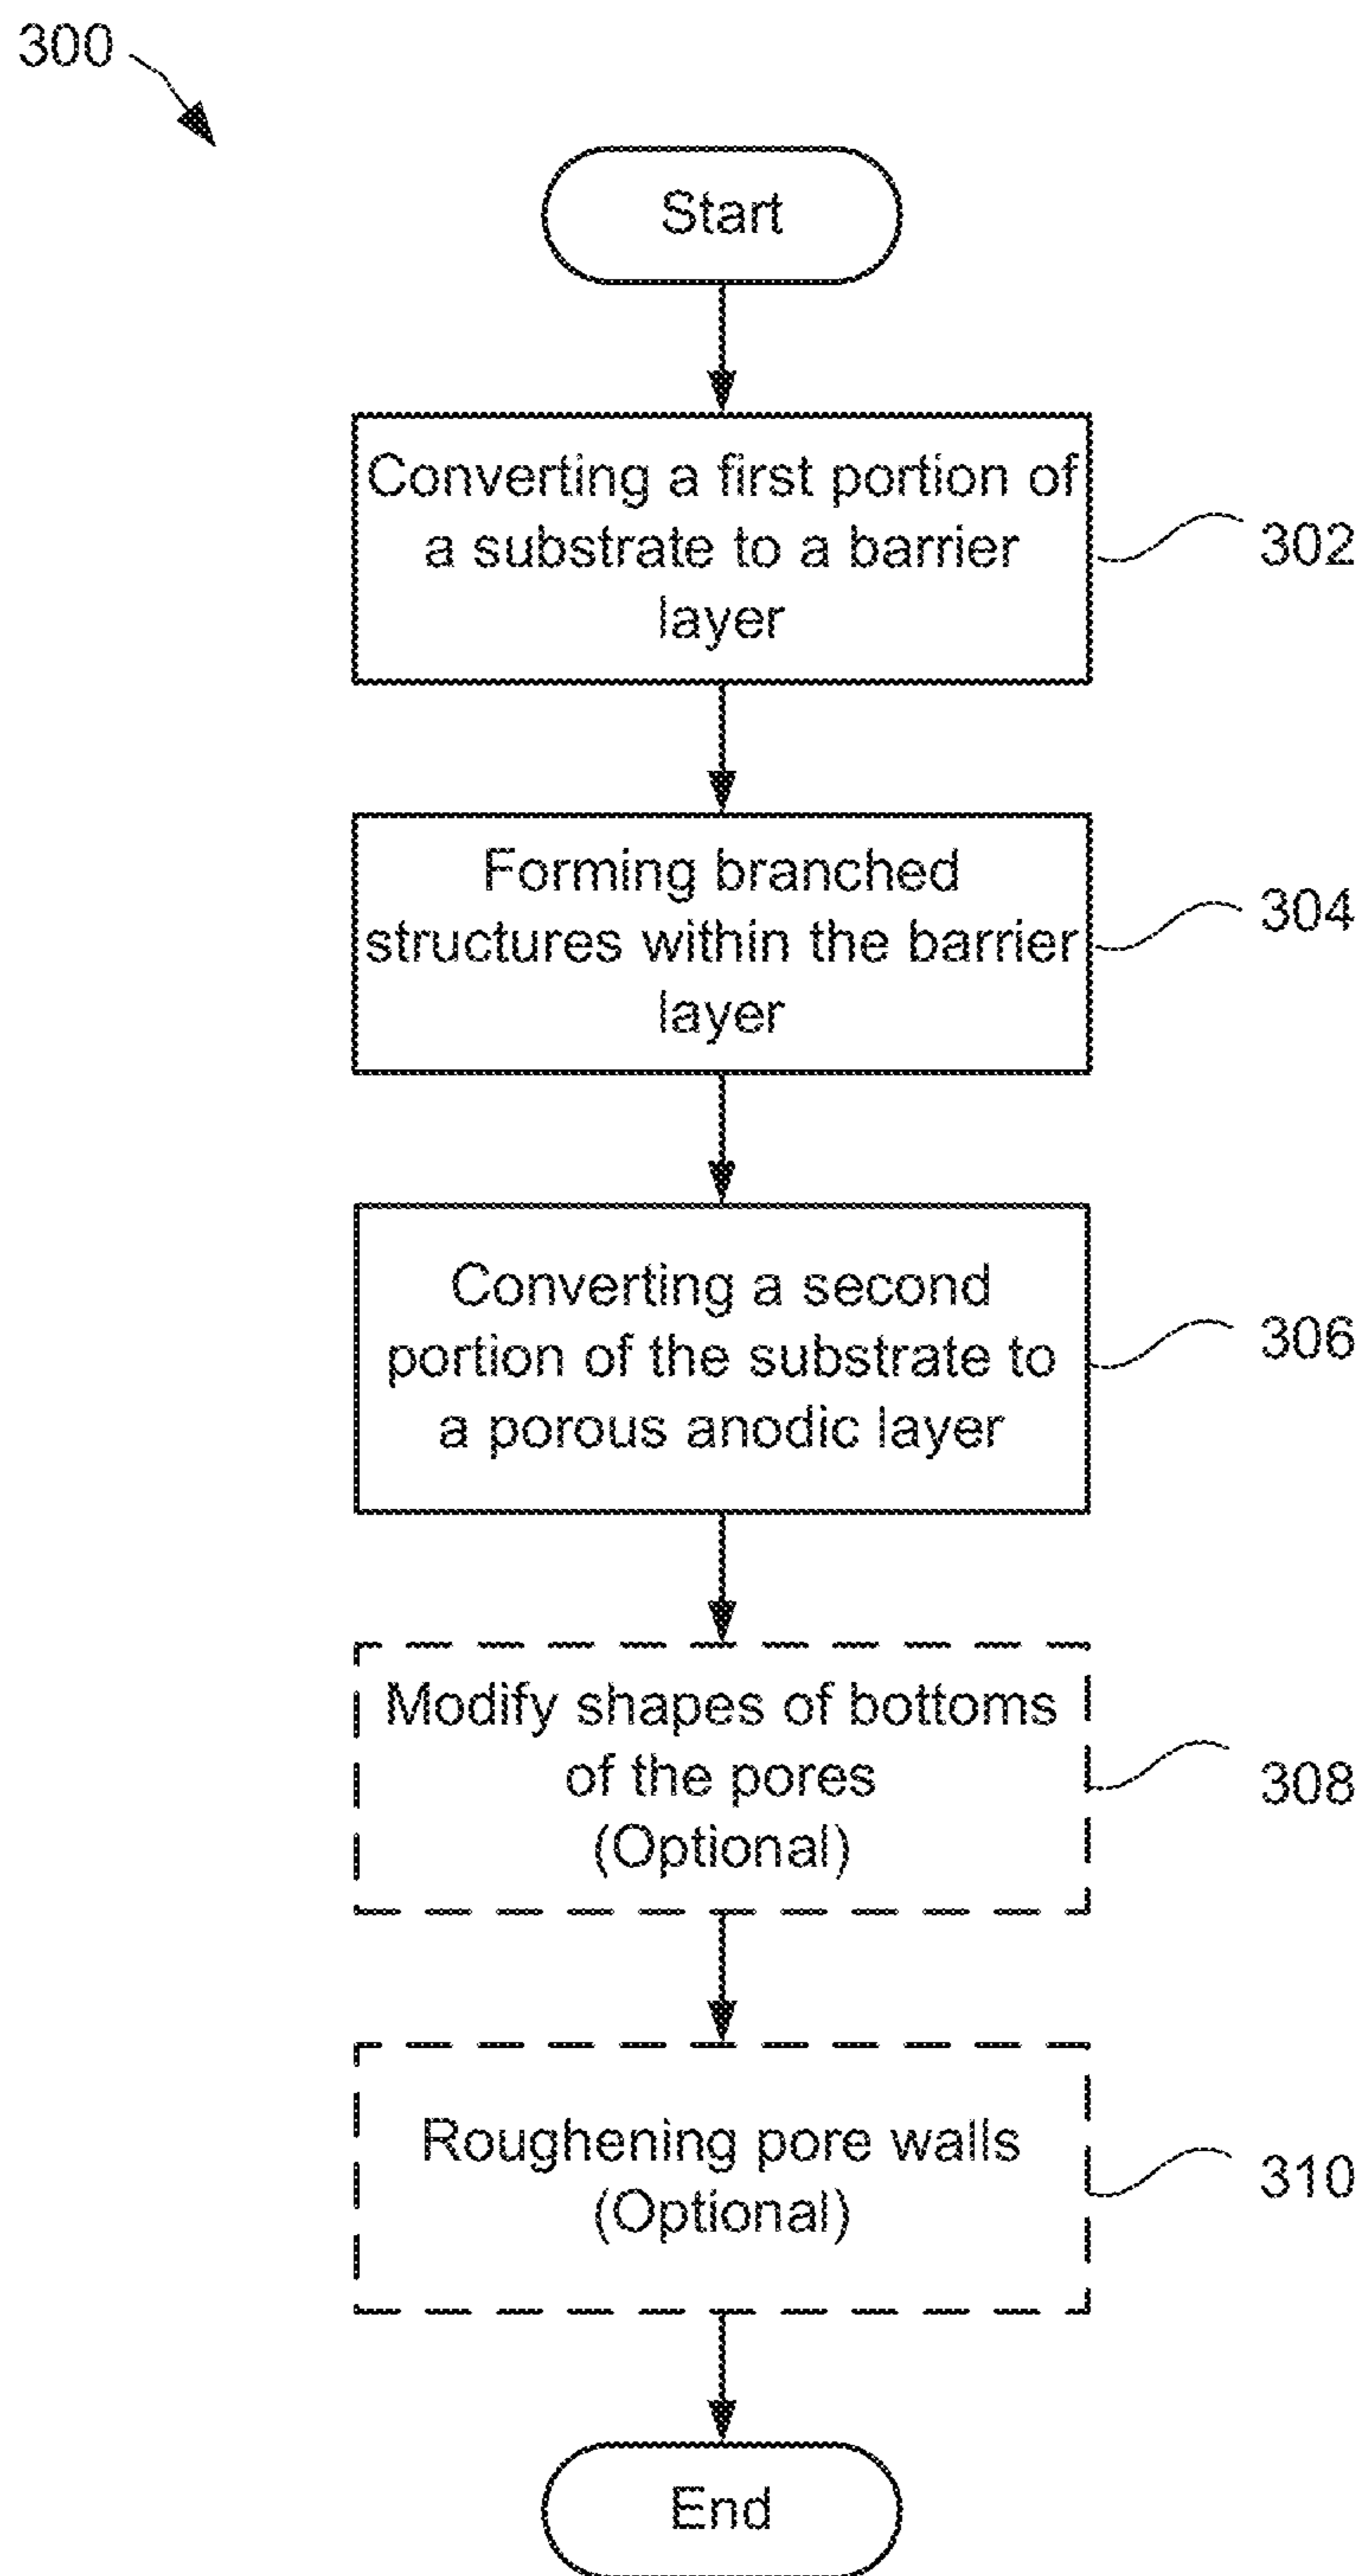 300
Start
Converting a first portion of
a substrate to a barrier
layer
302
Forming branched
structures within the barrier
layer
304
Converting a second
portion of the substrate to
a porous anodic layer
306
Modify shapes of bottoms
of the pores
(Optional)
308
Roughening pore walls
(Optional)
310
End